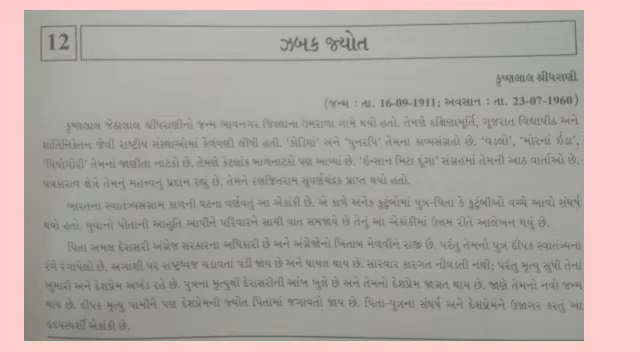 12
ઝબક જ્યોત
કૃષ્ણલાલ શ્રીધરાણી
(જન્મ : તા. 16-09-1911; અવસાન : તા. 23-07-1960)
કૃષ્ણલાલ જેઠાલાલ શ્રીધરાણીનો જન્મ ભાવનગર જિલ્લાના ઉમરાળા ગામે થયો હતો. તેમણે દક્ષિણામૂર્તિ, ગૂજરાત વિદ્યાપીઠ અને
શાંતિનિકેતન જેવી રાષ્ટ્રીય સંસ્થાઓમાં કેળવણી લીધી હતી. 'કોડિયાં' અને 'પુનરપિ' તેમના કાવ્યસંગ્રહો છે. 'વડલો', 'મોરનાં ઈંડાં',
'પિયોગોરી' તેમના જાણીતા નાટકો છે. તેમણે કેટલાંક બાળનાટકો પણ આપ્યાં છે. 'ઇન્સાન મિટા દૂંગા' સંગ્રહમાં તેમની આઠ વાર્તાઓ છે.
પત્રકારત્વ ક્ષેત્રે તેમનું મહત્ત્વનું પ્રદાન રહ્યું છે. તેમને રણજિતરામ સુવર્ણચંદ્રક પ્રાપ્ત થયો હતો.
ભારતના સ્વાતંત્ર્યસંગ્રામ કાળની ઘટના વર્ણવતું આ એકાંકી છે. એ કાળે અનેક કુટુંબોમાં પુત્ર-પિતા કે કુટુંબીઓ વચ્ચે આવો સંઘર્ષ
થયો હતો. યુવાનો પોતાની આહુતિ આપીને પરિવારને સાચી વાત સમજાવે છે તેનું આ એકાંકીમાં ઉત્તમ રીતે આલેખન થયું છે.
પિતા અમલ દેરાસરી અંગ્રેજ સરકારના અધિકારી છે અને અંગ્રેજોનો ખિતાબ મેળવીને રાજી છે. પરંતુ તેમનો પુત્ર દીપક સ્વાતંત્ર્યના
રંગે રંગાયેલો છે. અગાશી પર રાષ્ટ્રધ્વજ ચડાવતા પડી જાય છે અને ઘાયલ થાય છે. સારવાર કારગત નીવડતી નથી; પરંતુ મૃત્યુ સુધી તેનાં
ખુમારી અને દેશપ્રેમ અખંડ રહે છે. પુત્રના મૃત્યુથી દેરાસરીની આંખ ખુલે છે અને તેમનો દેશપ્રેમ જાગ્રત થાય છે. જાણે તેમનો નવો જન્મ
થાય છે. દીપક મૃત્યુ પામીને પણ દેશપ્રેમની જ્યોત પિતામાં જગાવતો જાય છે. પિતા-પુત્રના સંઘર્ષ અને દેશપ્રેમને ઉજાગર કરતું આ
હૃદયસ્પર્શી એકાંકી છે.